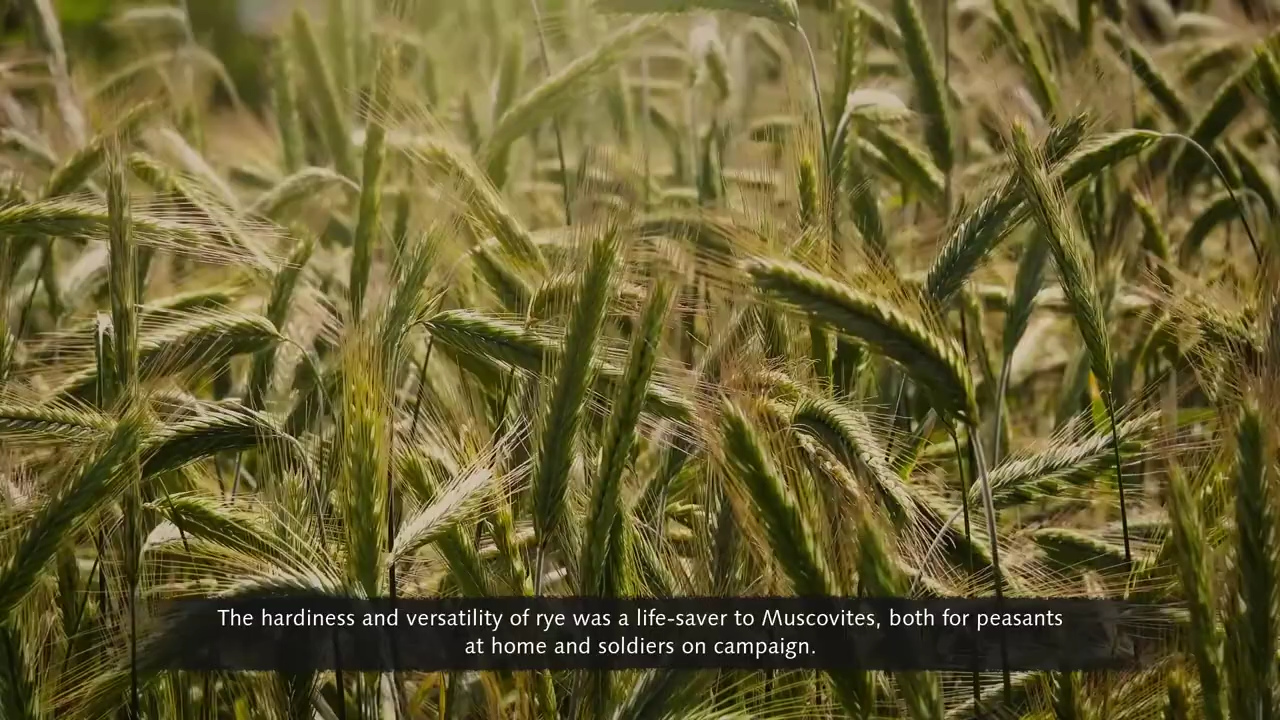 The hardiness and versatility of rye was a life-saver to Muscovites, both for peasants
at home and soldiers on campaign.